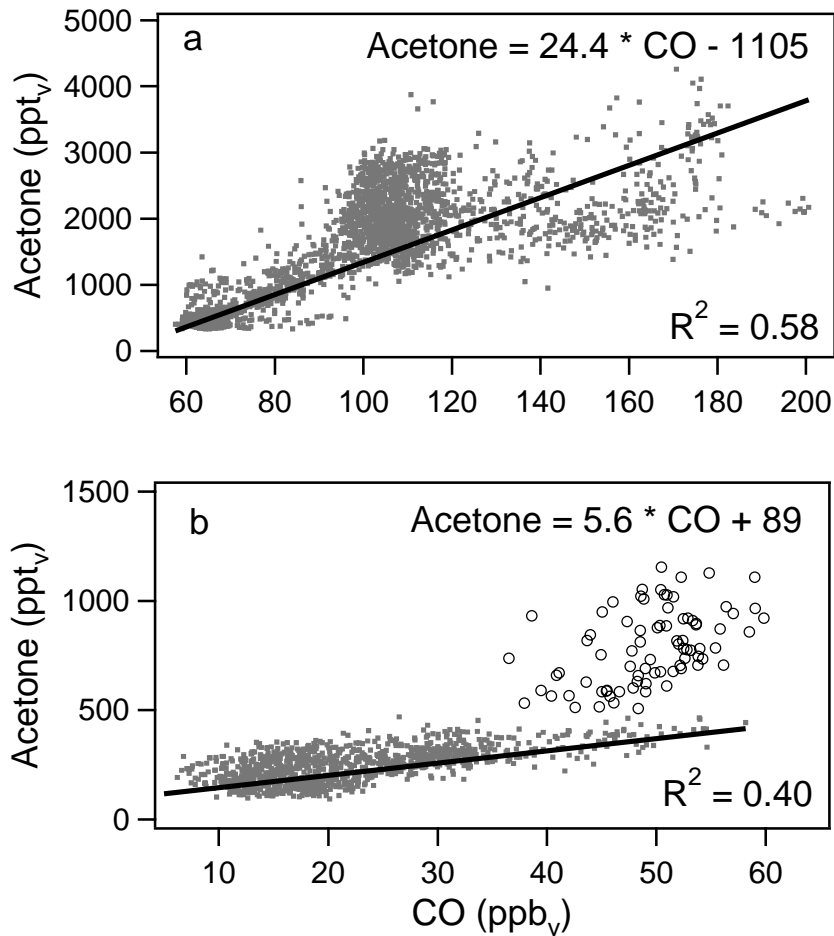 a
Acetone = 24.4 * CO - 1105
5000
4000
3000
2000
1000
0
Acetone (pptv)
R2 = 0.58
60 80 100 120 140 160 180 200
b
Acetone = 5.6 * CO + 89
1500
1000
500
0
Acetone (pptv)
R2 = 0.40
10 20 30 40 50 60
CO (ppbv)